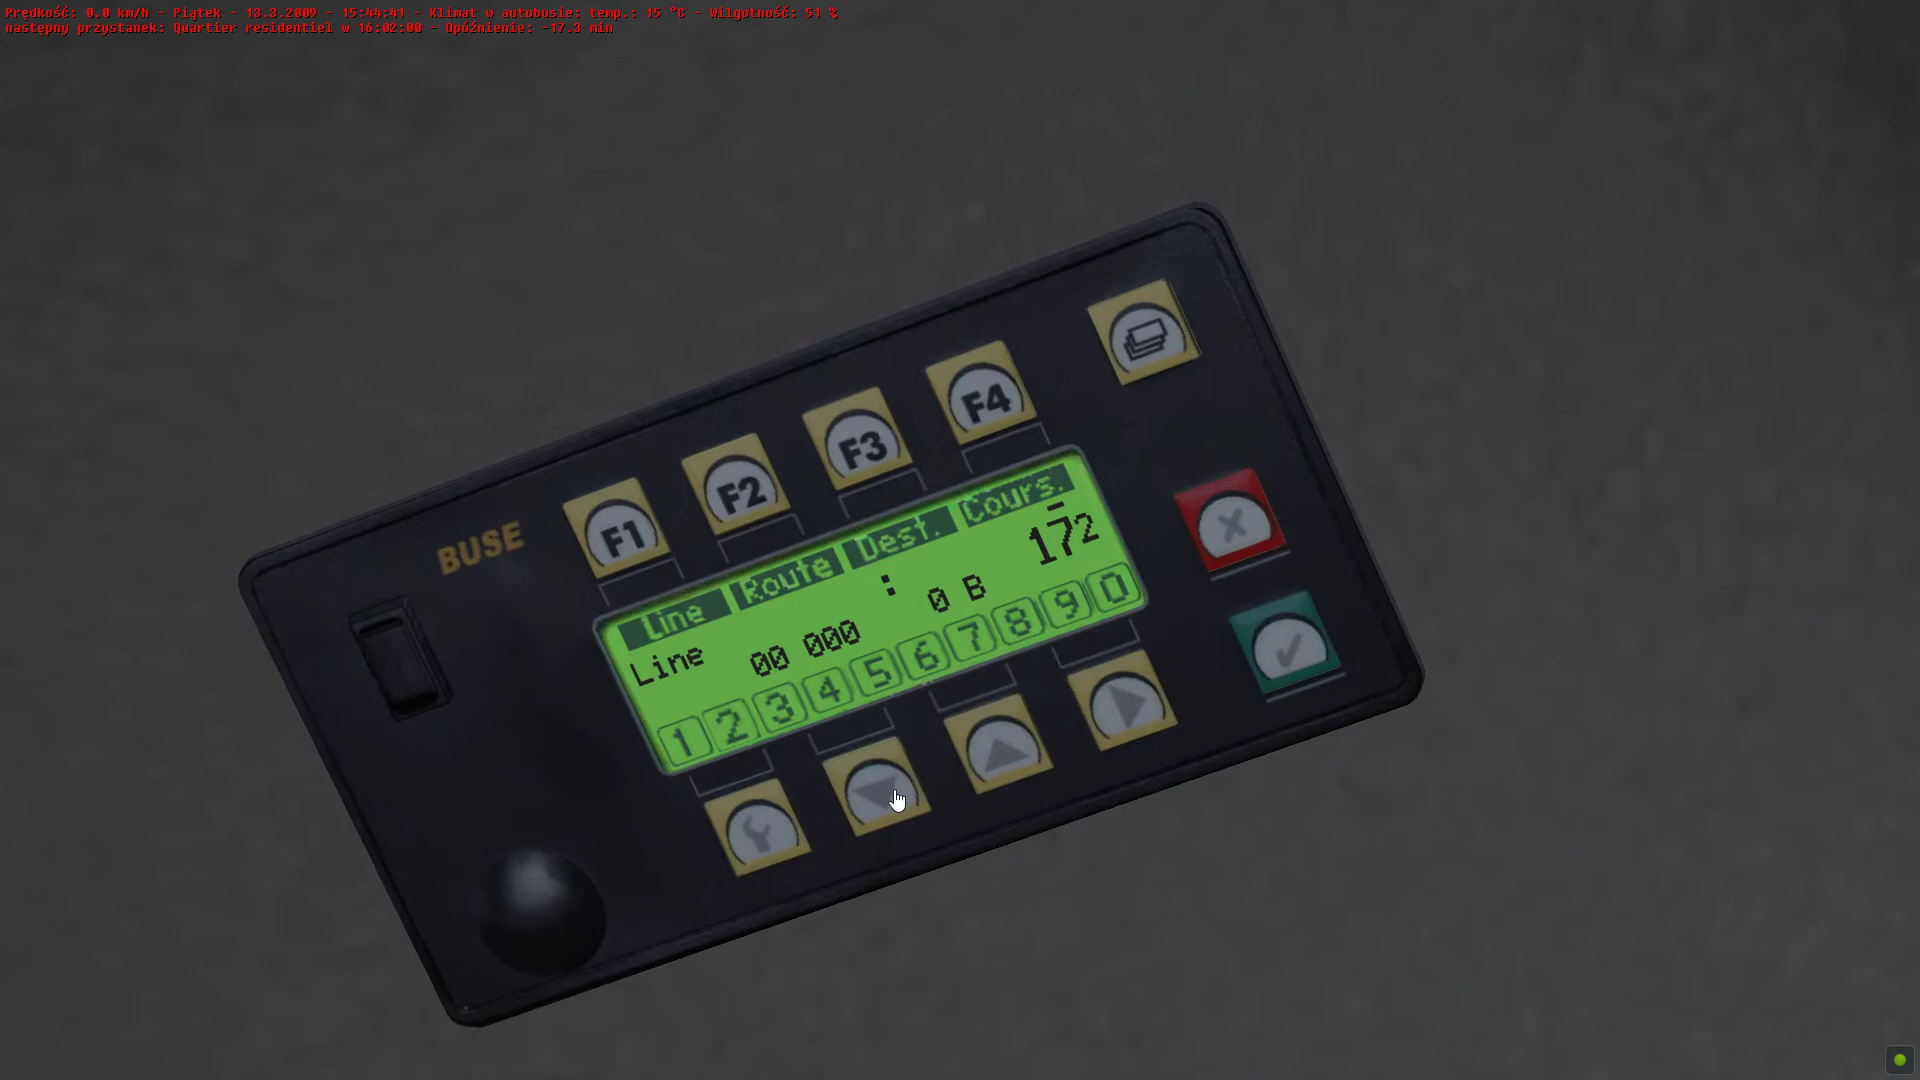 Prędkość: 0.0 km/h - Piątek - 13.3.2009 - 15:44:41 - Klimat w autobusie: temp.: 15 °C - Wilgotność: 51 %
następny przystanek: Quartier residentiel w 16:02:00 - Opóźnienie: -17.3 min
BUSE
F1 F2 F3 F4
Line Route Dest. Cours.
: 172
Line 00 000 0 B
1 2 3 4 5 6 7 8 9 0